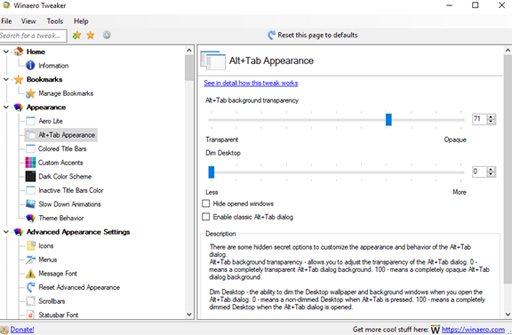 Winaero Tweaker
File View Tools Help
Search for a tweak...
Reset this page to defaults
Home
Information
Bookmarks
Manage Bookmarks
Appearance
Aero Lite
Alt+Tab Appearance
Colored Title Bars
Custom Accents
Dark Color Scheme
Inactive Title Bars Color
Slow Down Animations
Theme Behavior
Advanced Appearance Settings
Icons
Menus
Message Font
Reset Advanced Appearance
Scrollbars
Statusbar Font
Alt+Tab Appearance
See in detail how this tweak works
Alt+Tab background transparency
71
Transparent Opaque
Dim Desktop
0
Less More
Hide opened windows
Enable classic Alt+Tab dialog
Description
There are some hidden secret options to customize the appearance and behavior of the Alt+Tab
dialog:
Alt+Tab background transparency - allows you to adjust the transparency of the Alt+Tab dialog. 0 -
means a completely transparent Alt+Tab dialog background. 100 - means a completely opaque Alt+Tab
dialog background.
Dim Desktop - the ability to dim the Desktop wallpaper and background windows when you open the
Alt+Tab dialog. 0 - means a non-dimmed Desktop when Alt+Tab is pressed. 100 - means a completely
dimmed Desktop when the Alt+Tab dialog is opened.
Donate!
Get more cool stuff here: W https://winaero.com